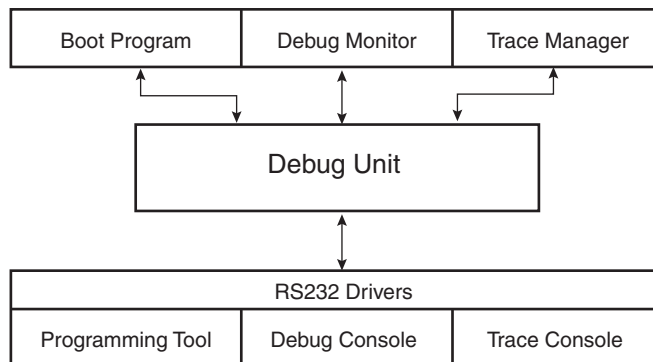 Boot Program
Debug Monitor
Trace Manager
Debug Unit
RS232 Drivers
Programming Tool
Debug Console
Trace Console